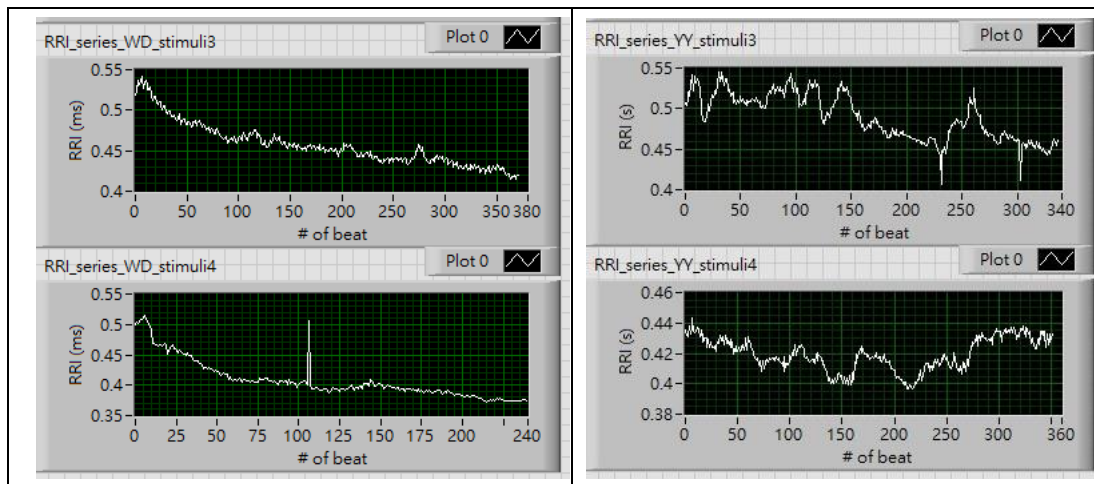 RRI_series_WD_stimuli3 Plot 0
0.55
0.5
0.45
0.4
RRI (ms)
0 50 100 150 200 250 300 350 380
# of beat
RRI_series_WD_stimuli4 Plot 0
0.55
0.5
0.45
0.4
0.35
RRI (ms)
0 25 50 75 100 125 150 175 200 240
# of beat
RRI_series_YY_stimuli3 Plot 0
0.55
0.5
0.45
0.4
RRI (s)
0 50 100 150 200 250 300 340
# of beat
RRI_series_YY_stimuli4 Plot 0
0.46
0.44
0.42
0.4
0.38
RRI (s)
0 50 100 150 200 250 300 360
# of beat